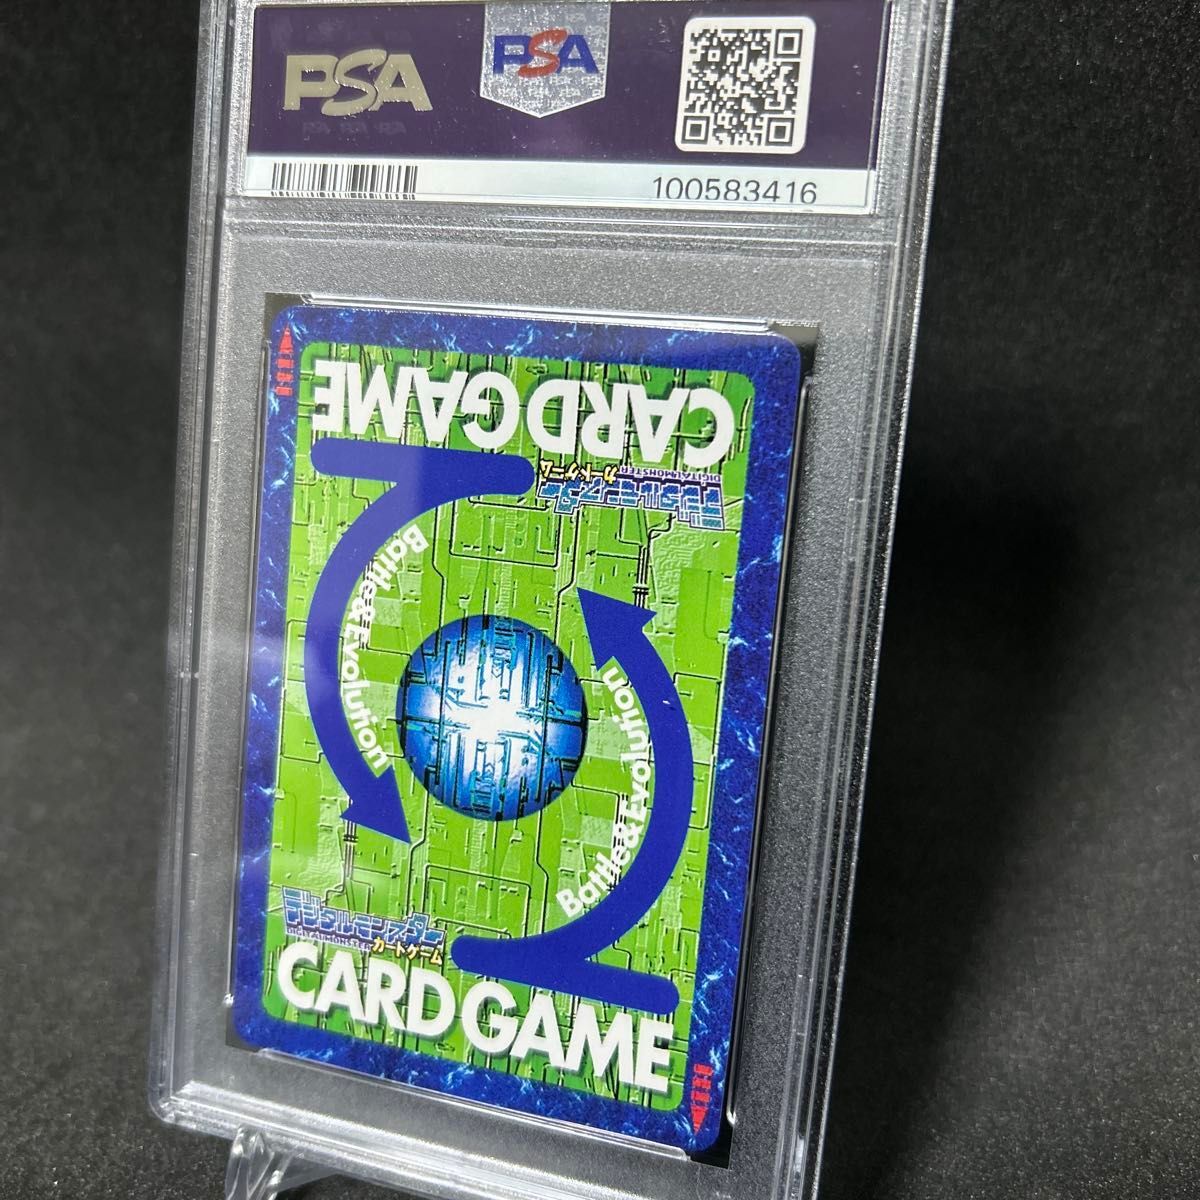 PSA
PSA
100583416
CARD GAME
デジタルモンスター
DIGITAL MONSTER
カードゲーム
Battle&Evolution
Battle&Evolution
デジタルモンスター
DIGITAL MONSTER
カードゲーム
CARD GAME